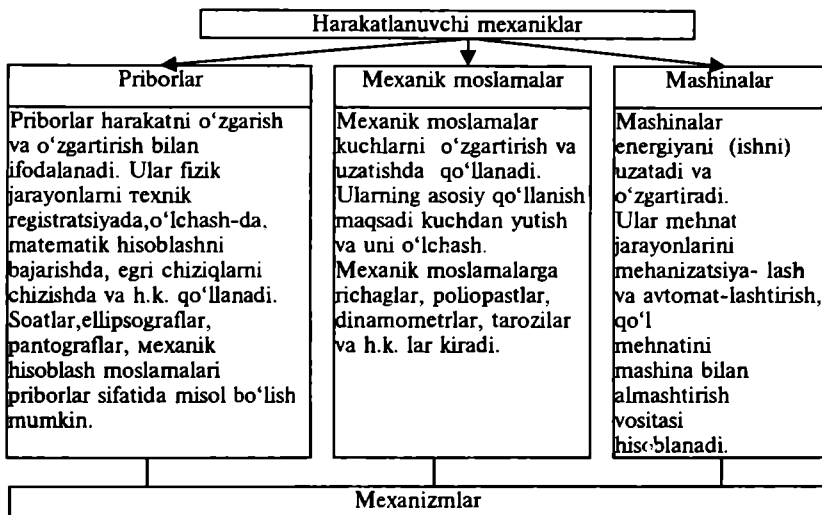 Harakatlanuvchi mexaniklar
Priborlar
Priborlar harakatni o‘zgarish
va o‘zgartirish bilan
ifodalanadi. Ular fizik
jarayonlarni техnik
registratsiyada,o‘lchash-da,
matematik hisoblashni
bajarishda, egri chiziqlarni
chizishda va h.k. qo‘llanadi.
Soatlar,ellipsograflar,
pantograflar, механik
hisoblash moslamalari
priborlar sifatida misol bo‘lish
mumkin.
Mexanik moslamalar
Mexanik moslamalar
kuchlarni o‘zgartirish va
uzatishda qo‘llanadi.
Ularning asosiy qo‘llanish
maqsadi kuchdan yutish
va uni o‘lchash.
Mexanik moslamalarga
richaglar, poliopastlar,
dinamometrlar, tarozilar
va h.k. lar kiradi.
Mashinalar
Mashinalar
energiyani (ishni)
uzatadi va
o‘zgartiradi.
Ular mehnat
jarayonlarini
mehanizatsiya- lash
va avtomat-lashtirish,
qo‘l
mehnatini
mashina bilan
almashtirish
vositasi
hisoblanadi.
Mexanizmlar